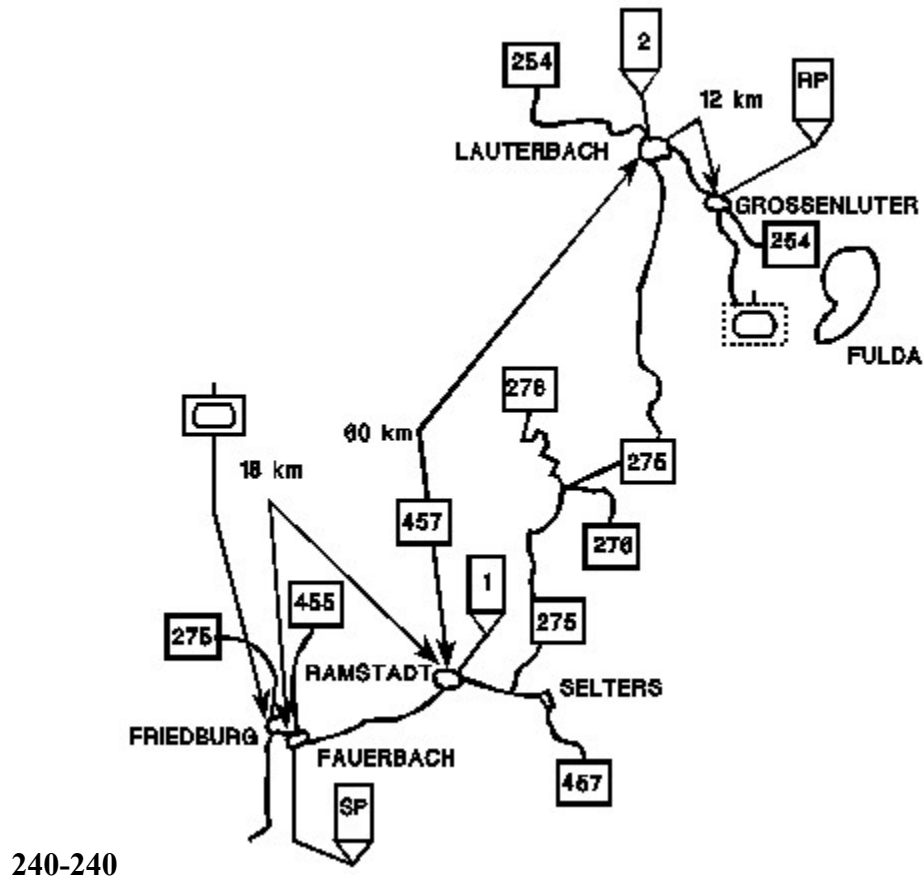 2
254
12 km
RP
LAUTERBACH
GROSSENLUTER
254
FULDA
276
60 km
275
18 km
457
276
1
455
275
275
RAMSTADT
SELTERS
FRIEDBURG
FAUERBACH
457
SP
240-240